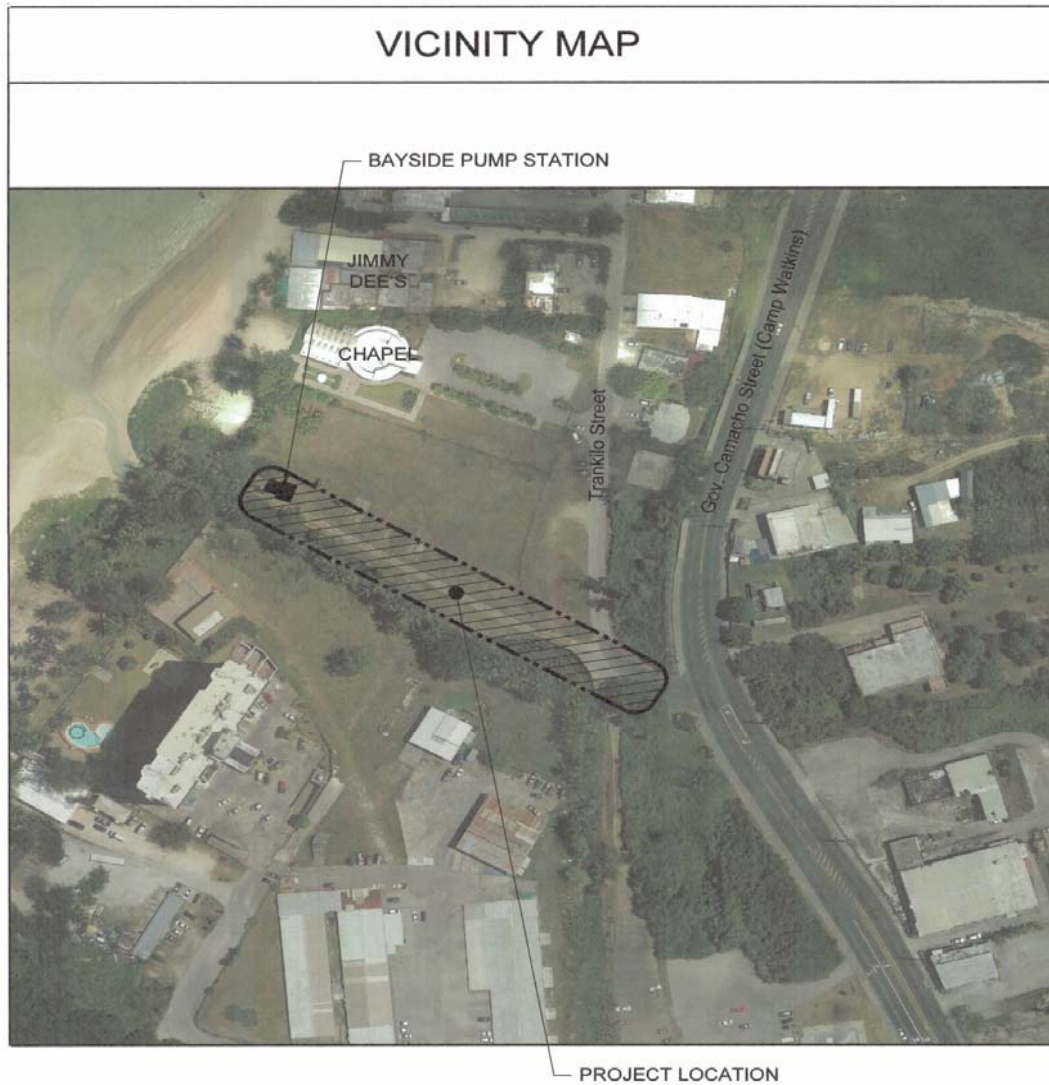 VICINITY MAP
BAYSIDE PUMP STATION
JIMMY
DEE'S
CHAPEL
Trankilo Street
Gov. Camacho Street (Camp Watkins)
PROJECT LOCATION